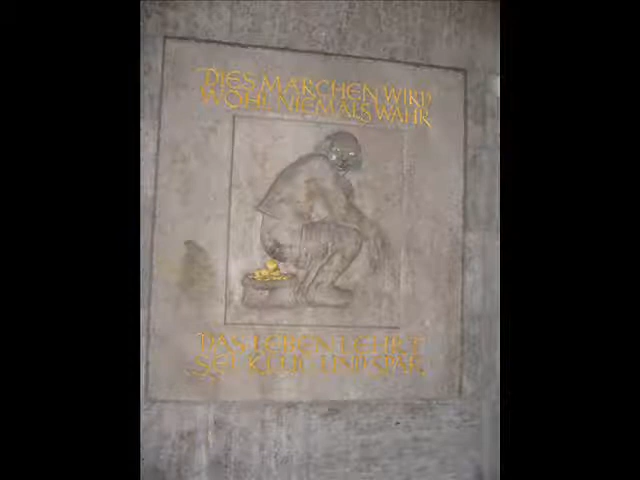 DIES MÄRCHEN WIRD
WOHL NIEMALS WAHR
DAS LEBEN LEHRT
SEI KLUG UND SPAR